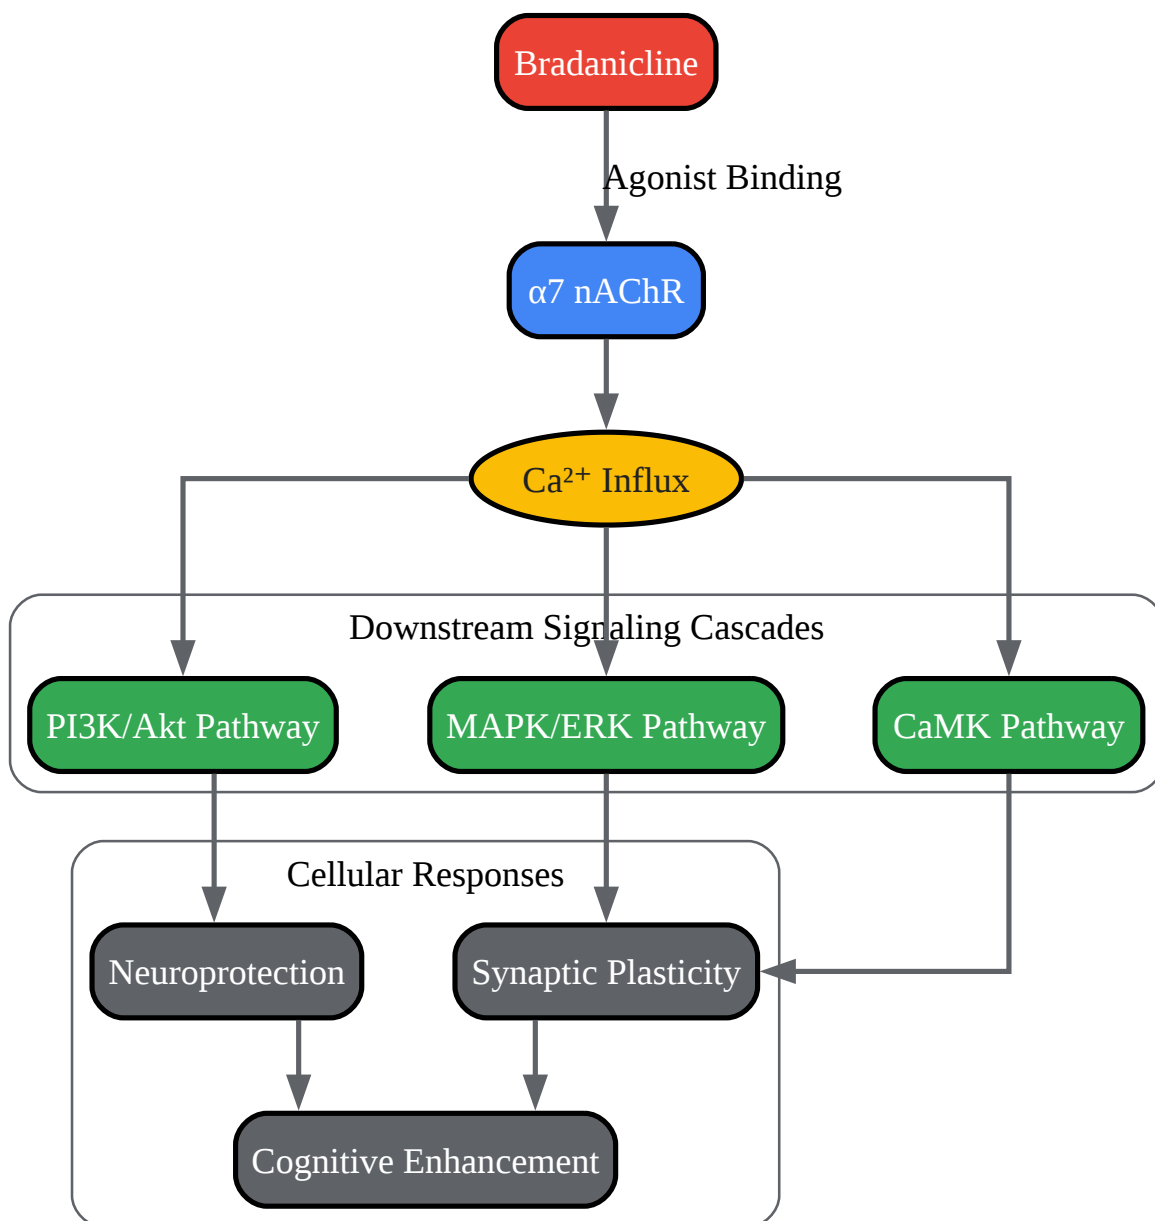 Bradanicline
Agonist Binding
α7 nAChR
Ca²⁺ Influx
Downstream Signaling Cascades
PI3K/Akt Pathway
MAPK/ERK Pathway
CaMK Pathway
Cellular Responses
Neuroprotection
Synaptic Plasticity
Cognitive Enhancement